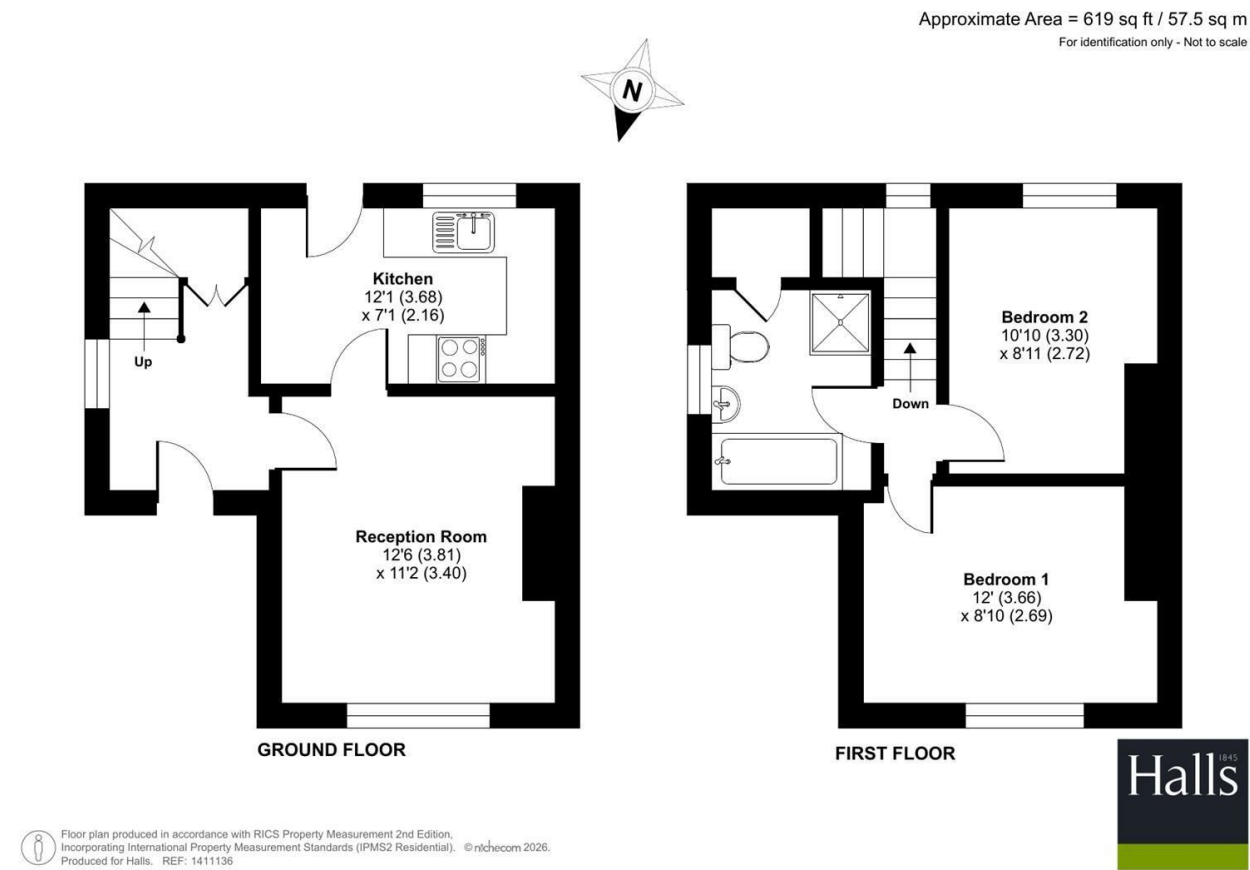 Approximate Area = 619 sq ft / 57.5 sq m
For identification only - Not to scale
N
Kitchen
12'1 (3.68)
x 7'1 (2.16)
Up
Reception Room
12'6 (3.81)
x 11'2 (3.40)
GROUND FLOOR
Bedroom 2
10'10 (3.30)
x 8'11 (2.72)
Down
Bedroom 1
12' (3.66)
x 8'10 (2.69)
FIRST FLOOR
1845
Halls
Floor plan produced in accordance with RICS Property Measurement 2nd Edition,
Incorporating International Property Measurement Standards (IPMS2 Residential). © nichecom 2026.
Produced for Halls. REF: 1411136